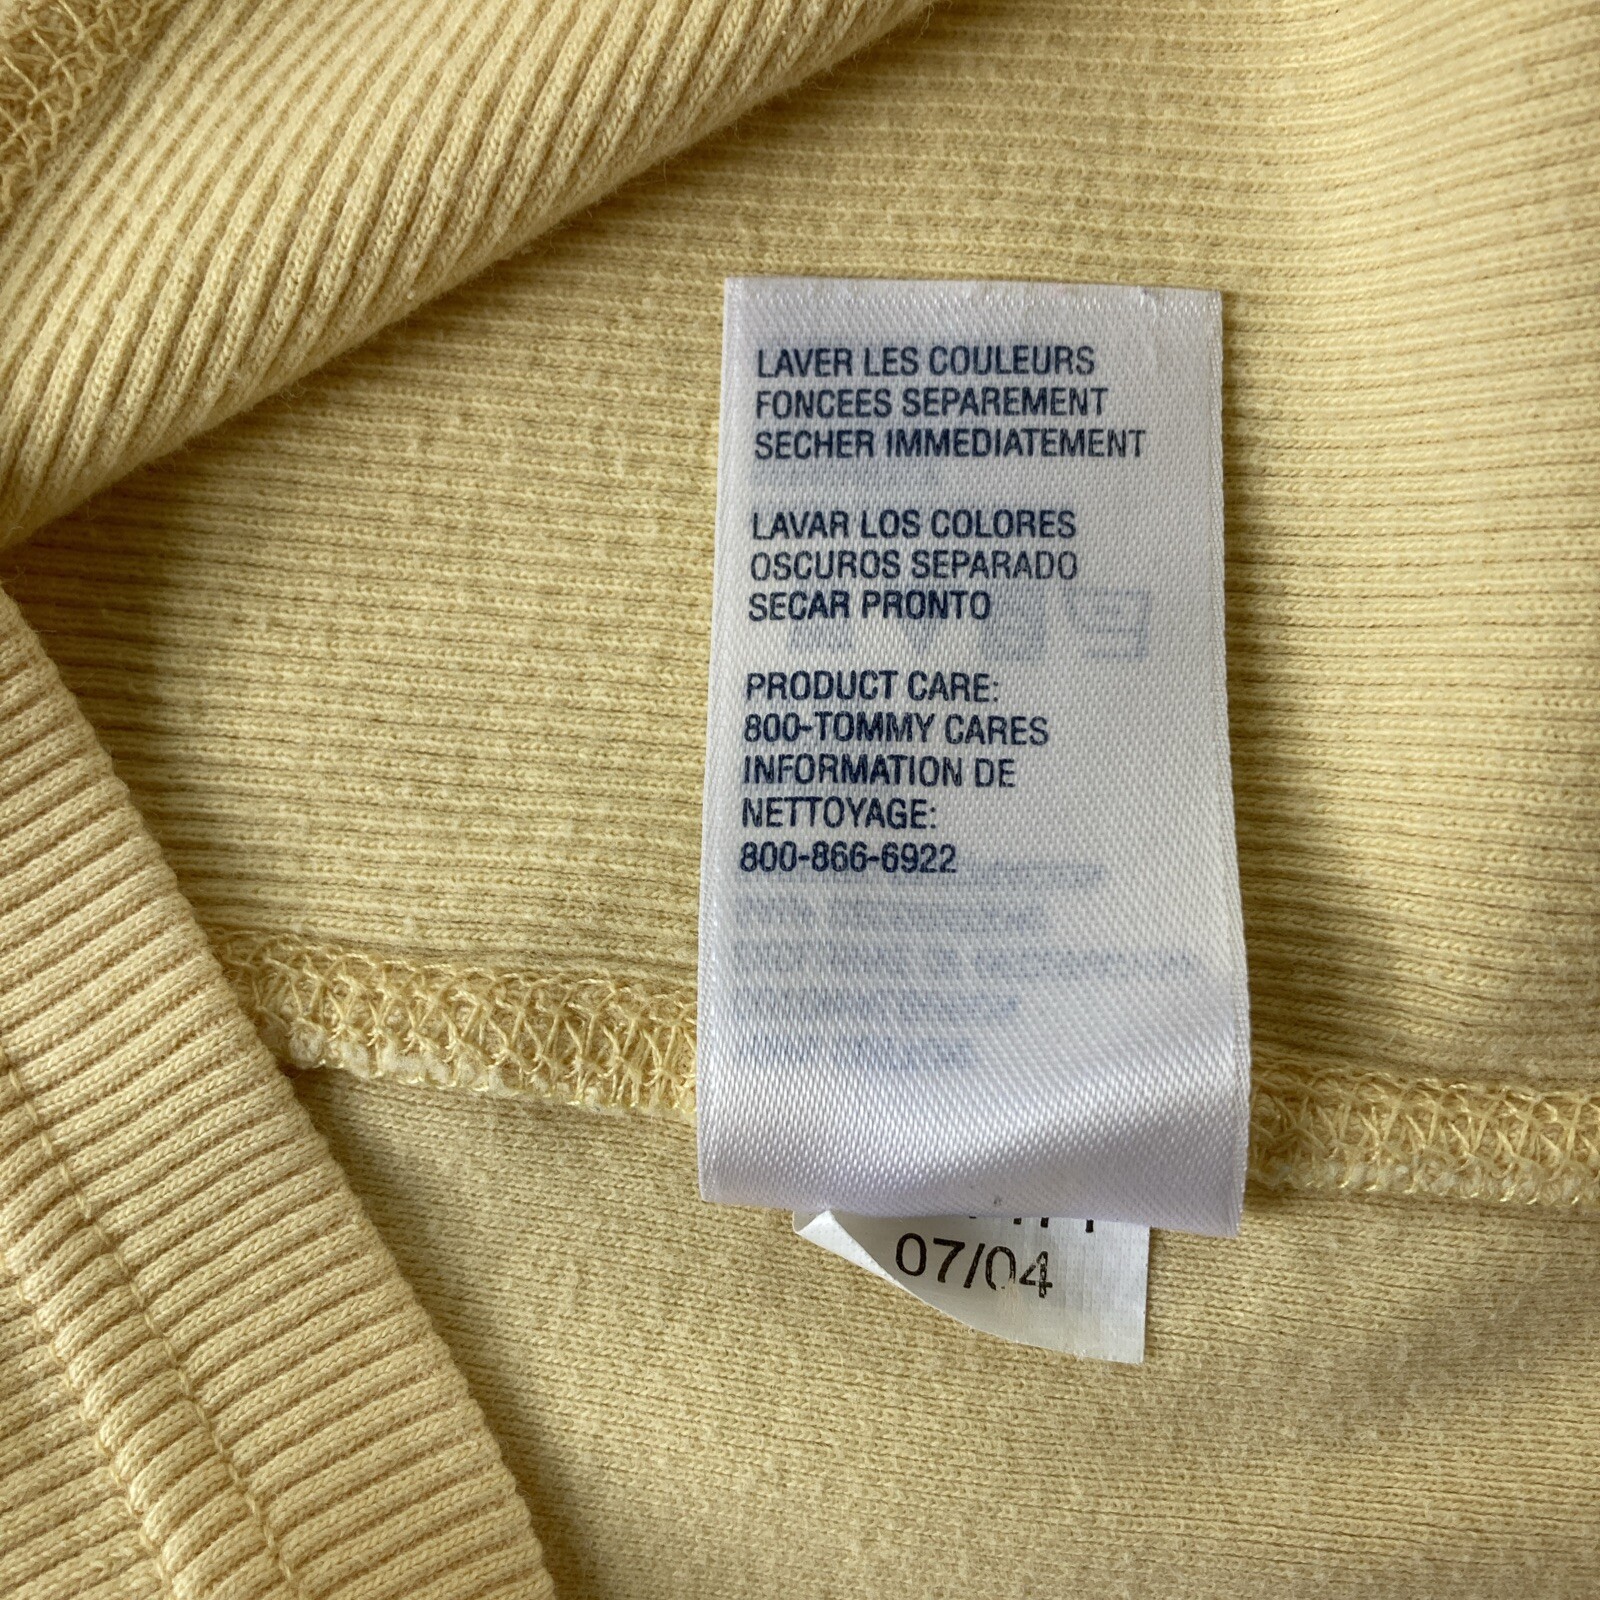 LAVER LES COULEURS
FONCEES SEPAREMENT
SECHER IMMEDIATEMENT
LAVAR LOS COLORES
OSCUROS SEPARADO
SECAR PRONTO
PRODUCT CARE:
800-TOMMY CARES
INFORMATION DE
NETTOYAGE:
800-866-6922
07/04